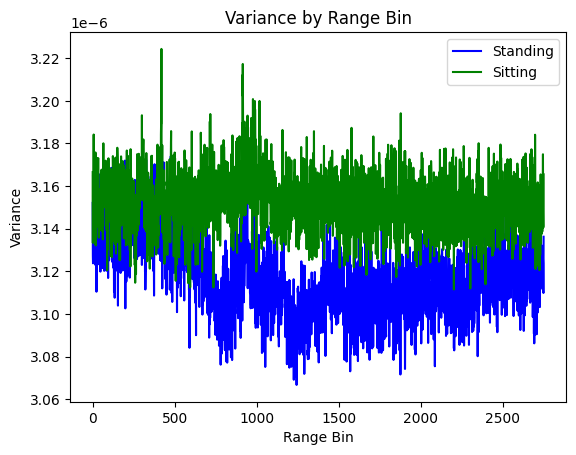 Variance by Range Bin
1e−6
Standing
Sitting
3.22
3.20
3.18
3.16
3.14
3.12
3.10
3.08
3.06
Variance
0 500 1000 1500 2000 2500
Range Bin